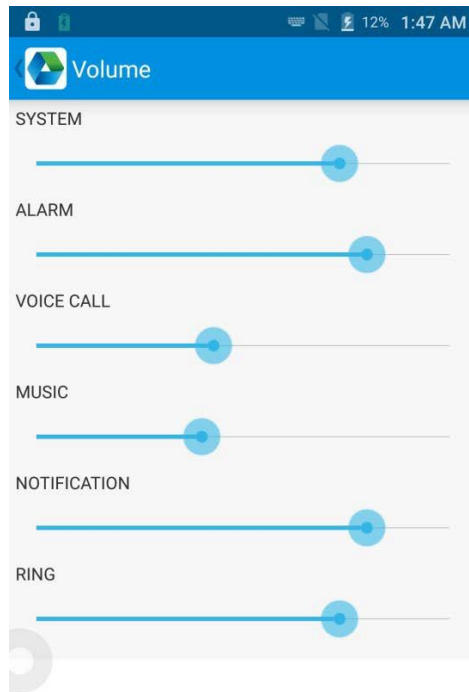 12% 1:47 AM
Volume
SYSTEM
ALARM
VOICE CALL
MUSIC
NOTIFICATION
RING